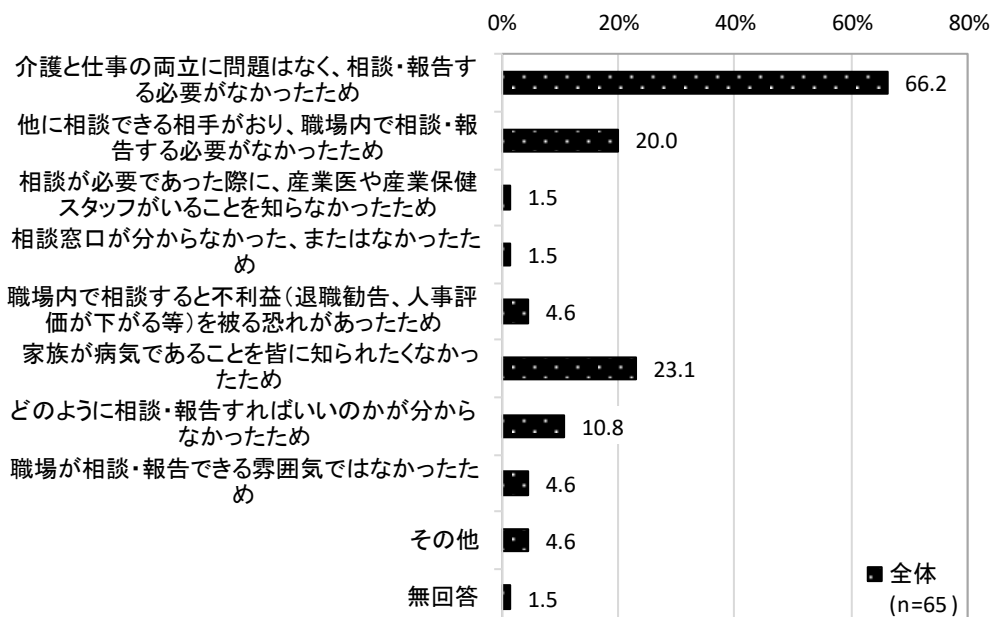 0% 20% 40% 60% 80%
介護と仕事の両立に問題はなく、相談・報告す
る必要がなかったため
66.2
他に相談できる相手がおり、職場内で相談・報
告する必要がなかったため
20.0
相談が必要であった際に、産業医や産業保健
スタッフがいることを知らなかったため
1.5
相談窓口が分からなかった、またはなかったた
め
1.5
職場内で相談すると不利益(退職勧告、人事評
価が下がる等)を被る恐れがあったため
4.6
家族が病気であることを皆に知られたくなかっ
たため
23.1
どのように相談・報告すればいいのかが分から
なかったため
10.8
職場が相談・報告できる雰囲気ではなかったた
め
4.6
その他
4.6
無回答
1.5
全体
(n=65)